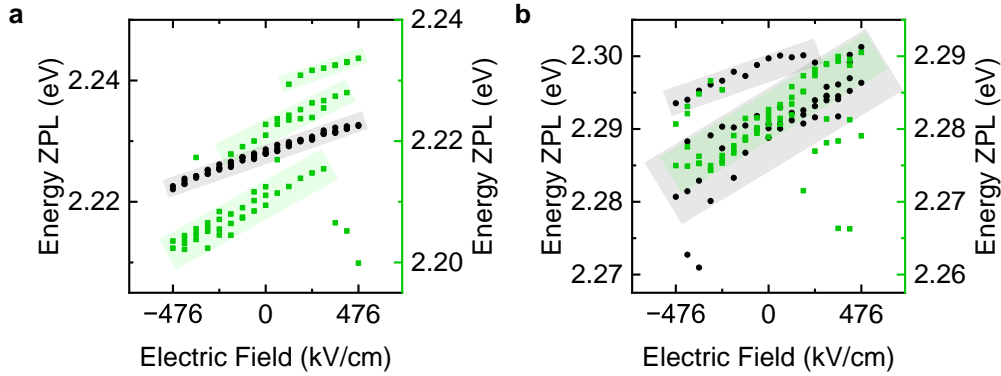 a
b
Energy ZPL (eV)
2.24
2.22
2.24
2.22
2.20
Energy ZPL (eV)
−476
0
476
Electric Field (kV/cm)
Energy ZPL (eV)
2.30
2.29
2.28
2.27
2.29
2.28
2.27
2.26
Energy ZPL (eV)
−476
0
476
Electric Field (kV/cm)